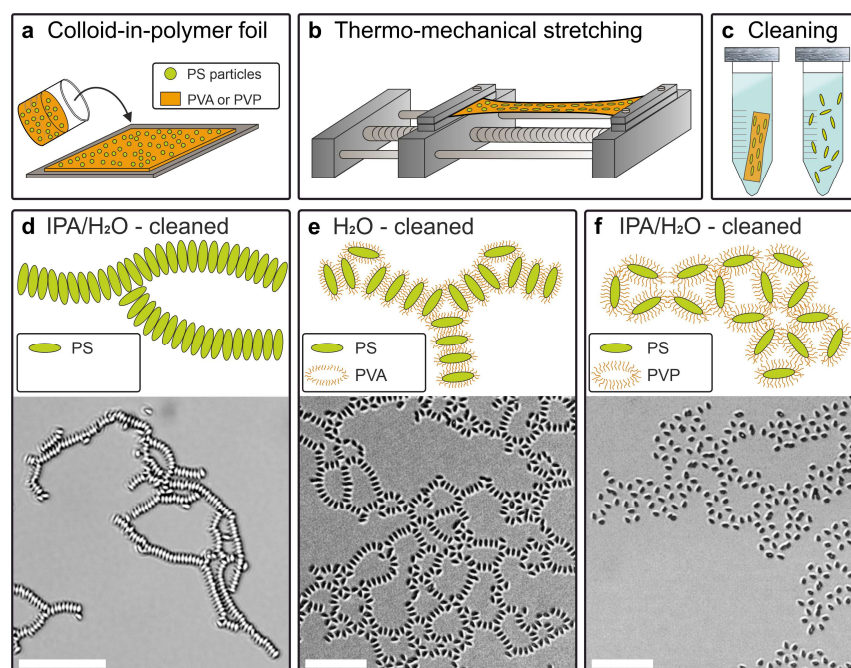 a Colloid-in-polymer foil
PS particles
PVA or PVP
b Thermo-mechanical stretching
c Cleaning
d IPA/H₂O - cleaned
PS
e H₂O - cleaned
PS
PVA
f IPA/H₂O - cleaned
PS
PVP